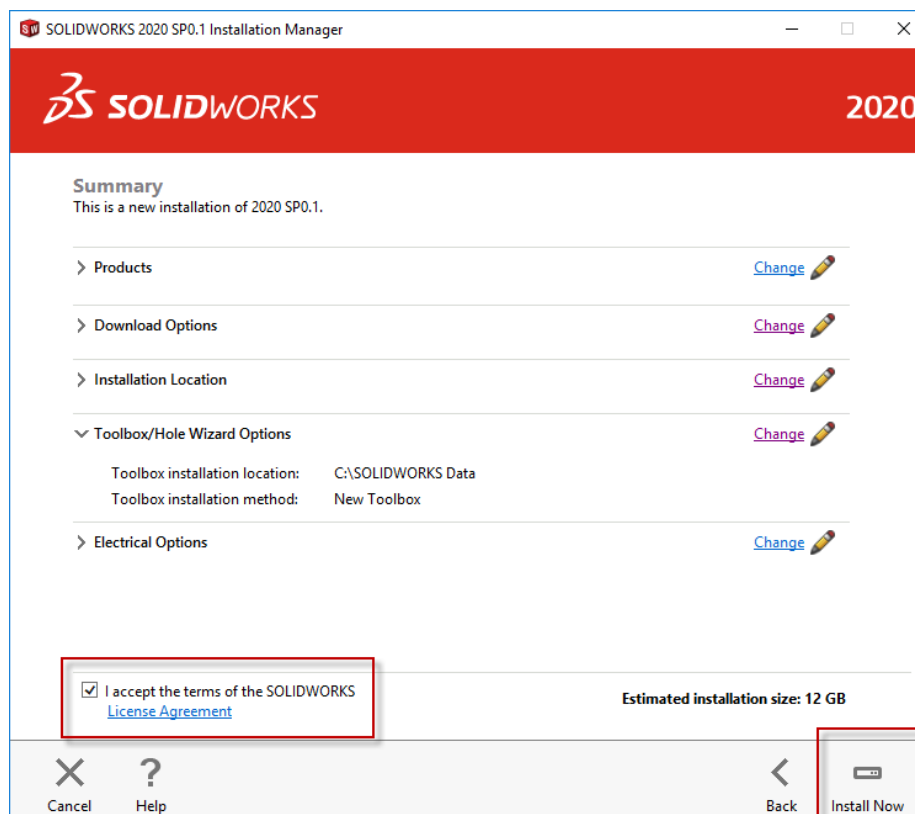 SOLIDWORKS 2020 SP0.1 Installation Manager
SOLIDWORKS 2020
Summary
This is a new installation of 2020 SP0.1.
Products Change
Download Options Change
Installation Location Change
Toolbox/Hole Wizard Options Change
Toolbox installation location: C:\SOLIDWORKS Data
Toolbox installation method: New Toolbox
Electrical Options Change
I accept the terms of the SOLIDWORKS
License Agreement
Estimated installation size: 12 GB
Cancel Help Back Install Now